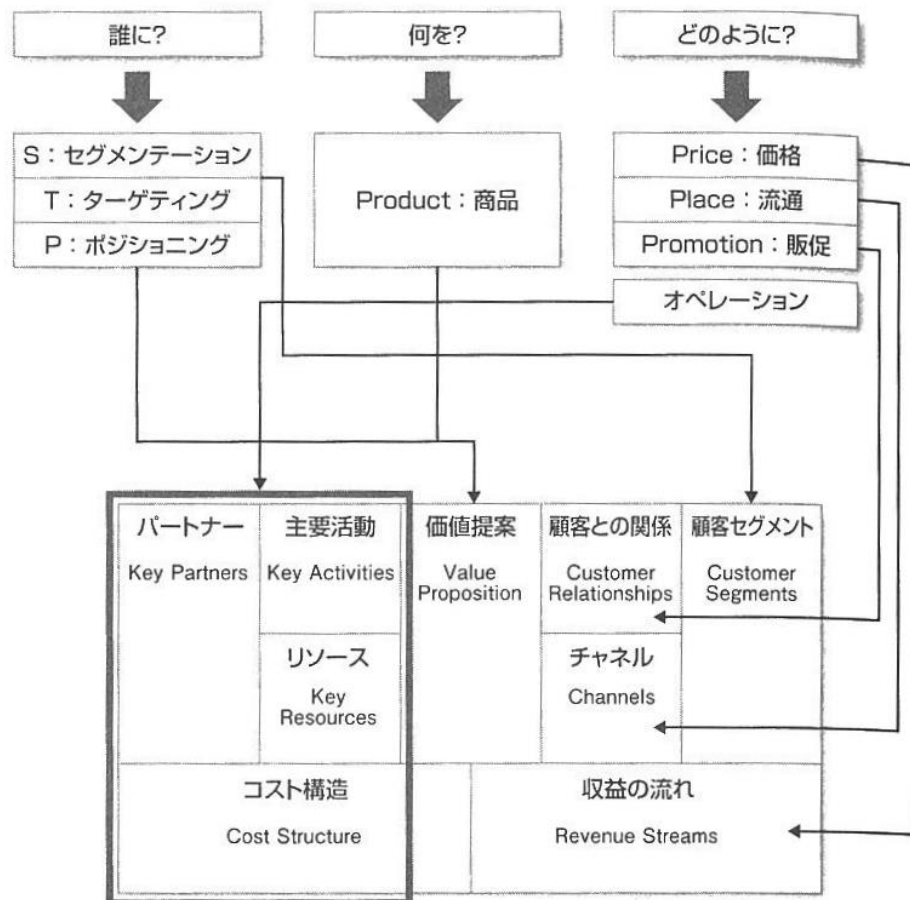 誰に?
何を?
どのように?
S：セグメンテーション
T：ターゲティング
P：ポジショニング
Product：商品
Price：価格
Place：流通
Promotion：販促
オペレーション
パートナー
Key Partners
主要活動
Key Activities
リソース
Key
Resources
価値提案
Value
Proposition
顧客との関係
Customer
Relationships
チャネル
Channels
顧客セグメント
Customer
Segments
コスト構造
Cost Structure
収益の流れ
Revenue Streams